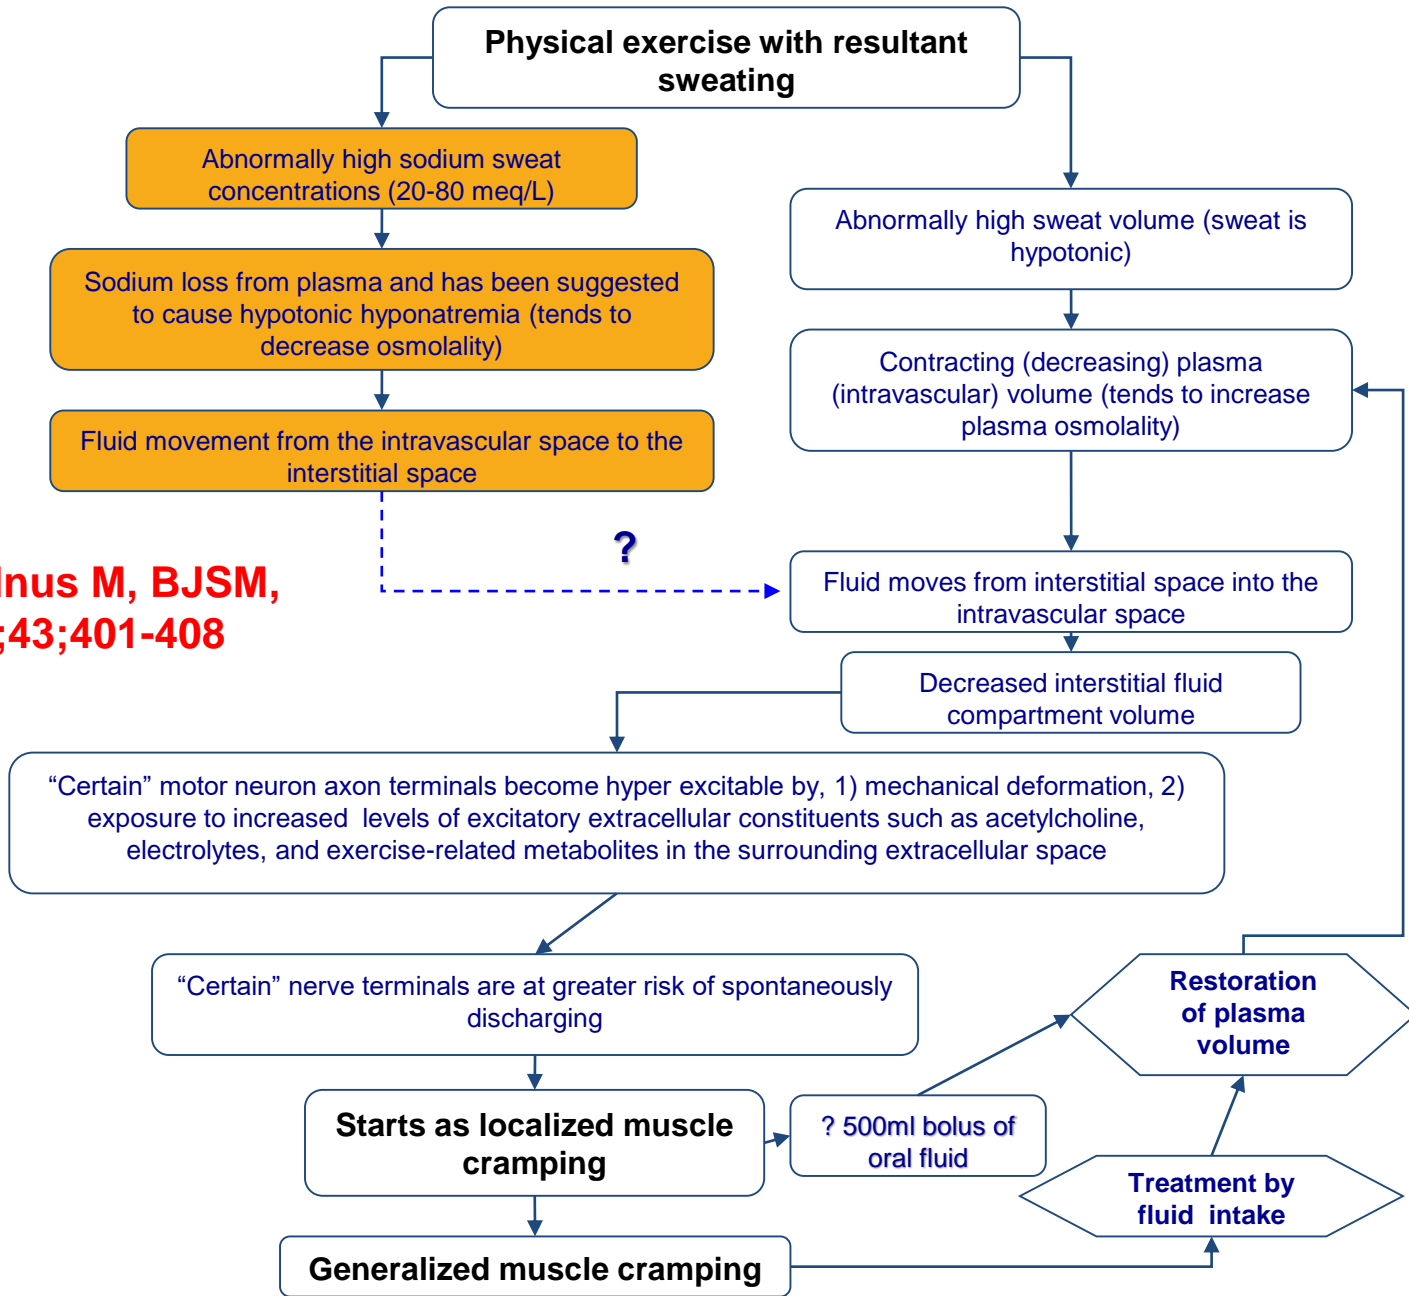 Physical exercise with resultant
sweating
Abnormally high sodium sweat
concentrations (20-80 meq/L)
Abnormally high sweat volume (sweat is
hypotonic)
Sodium loss from plasma and has been suggested
to cause hypotonic hyponatremia (tends to
decrease osmolality)
Contracting (decreasing) plasma
(intravascular) volume (tends to increase
plasma osmolality)
Fluid movement from the intravascular space to the
interstitial space
?
lnus M, BJSM,
;43;401-408
Fluid moves from interstitial space into the
intravascular space
Decreased interstitial fluid
compartment volume
“Certain” motor neuron axon terminals become hyper excitable by, 1) mechanical deformation, 2)
exposure to increased levels of excitatory extracellular constituents such as acetylcholine,
electrolytes, and exercise-related metabolites in the surrounding extracellular space
“Certain” nerve terminals are at greater risk of spontaneously
discharging
Restoration
of plasma
volume
Starts as localized muscle
cramping
? 500ml bolus of
oral fluid
Treatment by
fluid intake
Generalized muscle cramping